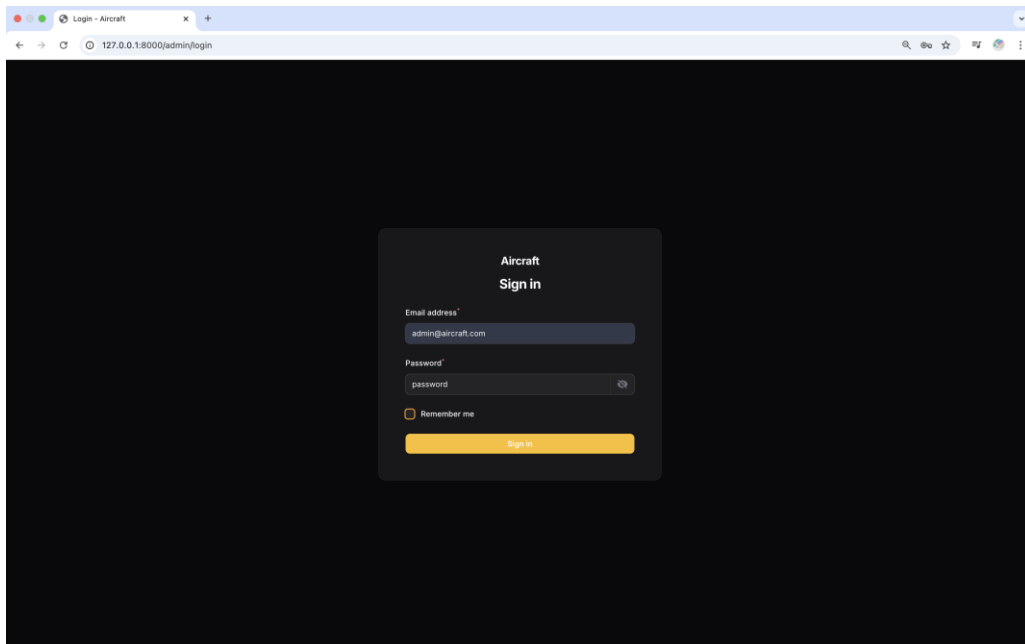 Login - Aircraft
127.0.0.1:8000/admin/login
Aircraft
Sign in
Email address*
admin@aircraft.com
Password*
password
Remember me
Sign in